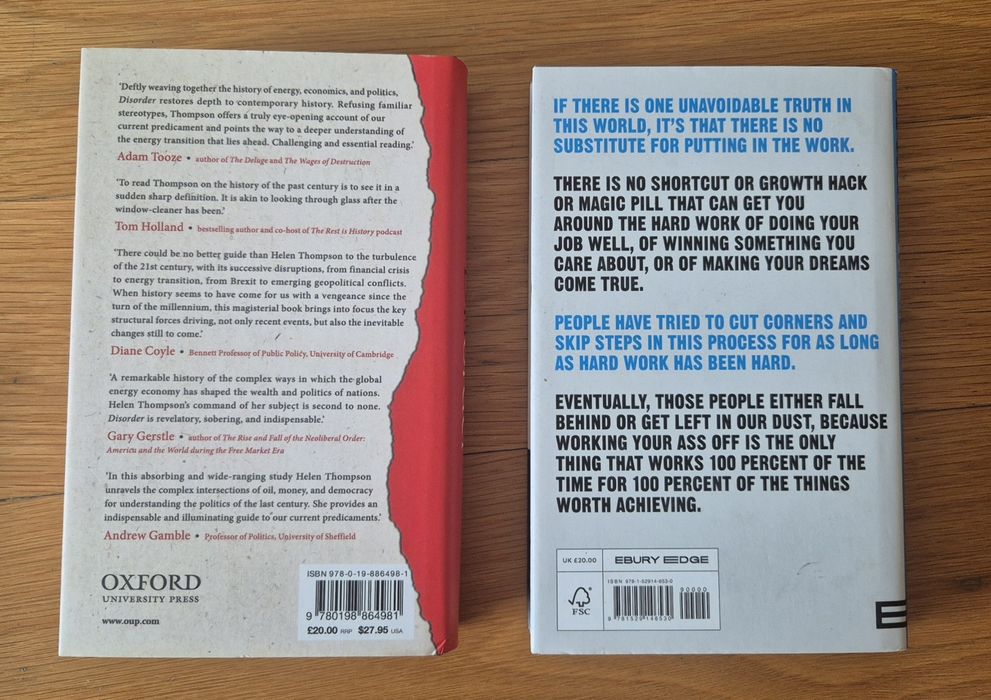 'Deftly weaving together the history of energy, economics, and politics,
Disorder restores depth to contemporary history. Refusing familiar
stereotypes, Thompson offers a truly eye-opening account of our
current predicament and points the way to a deeper understanding of
the energy transition that lies ahead. Challenging and essential reading.'
Adam Tooze • author of The Deluge and The Wages of Destruction
'To read Thompson on the history of the past century is to see it in a
sudden sharp definition. It is akin to looking through glass after the
window-cleaner has been.'
Tom Holland • bestselling author and co-host of The Rest is History podcast
'There could be no better guide than Helen Thompson to the turbulence
of the 21st century, with its successive disruptions, from financial crisis
to energy transition, from Brexit to emerging geopolitical conflicts.
When history seems to have come for us with a vengeance since the
turn of the millennium, this magisterial book brings into focus the key
structural forces driving, not only recent events, but also the inevitable
changes still to come.'
Diane Coyle • Bennett Professor of Public Policy, University of Cambridge
'A remarkable history of the complex ways in which the global
energy economy has shaped the wealth and politics of nations.
Helen Thompson's command of her subject is second to none.
Disorder is revelatory, sobering, and indispensable.'
Gary Gerstle • author of The Rise and Fall of the Neoliberal Order:
America and the World during the Free Market Era
'In this absorbing and wide-ranging study Helen Thompson
unravels the complex intersections of oil, money, and democracy
for understanding the politics of the last century. She provides an
indispensable and illuminating guide to our current predicaments.'
Andrew Gamble • Professor of Politics, University of Sheffield
OXFORD
UNIVERSITY PRESS
www.oup.com
ISBN 978-0-19-886498-1
9 780198 864981
£20.00 RRP $27.95 USA
IF THERE IS ONE UNAVOIDABLE TRUTH IN
THIS WORLD, IT'S THAT THERE IS NO
SUBSTITUTE FOR PUTTING IN THE WORK.
THERE IS NO SHORTCUT OR GROWTH HACK
OR MAGIC PILL THAT CAN GET YOU
AROUND THE HARD WORK OF DOING YOUR
JOB WELL, OF WINNING SOMETHING YOU
CARE ABOUT, OR OF MAKING YOUR DREAMS
COME TRUE.
PEOPLE HAVE TRIED TO CUT CORNERS AND
SKIP STEPS IN THIS PROCESS FOR AS LONG
AS HARD WORK HAS BEEN HARD.
EVENTUALLY, THOSE PEOPLE EITHER FALL
BEHIND OR GET LEFT IN OUR DUST, BECAUSE
WORKING YOUR ASS OFF IS THE ONLY
THING THAT WORKS 100 PERCENT OF THE
TIME FOR 100 PERCENT OF THE THINGS
WORTH ACHIEVING.
UK £20.00
EBURY EDGE
FSC
ISBN 978-1-52914-653-0
90000
9 781529 146530
E